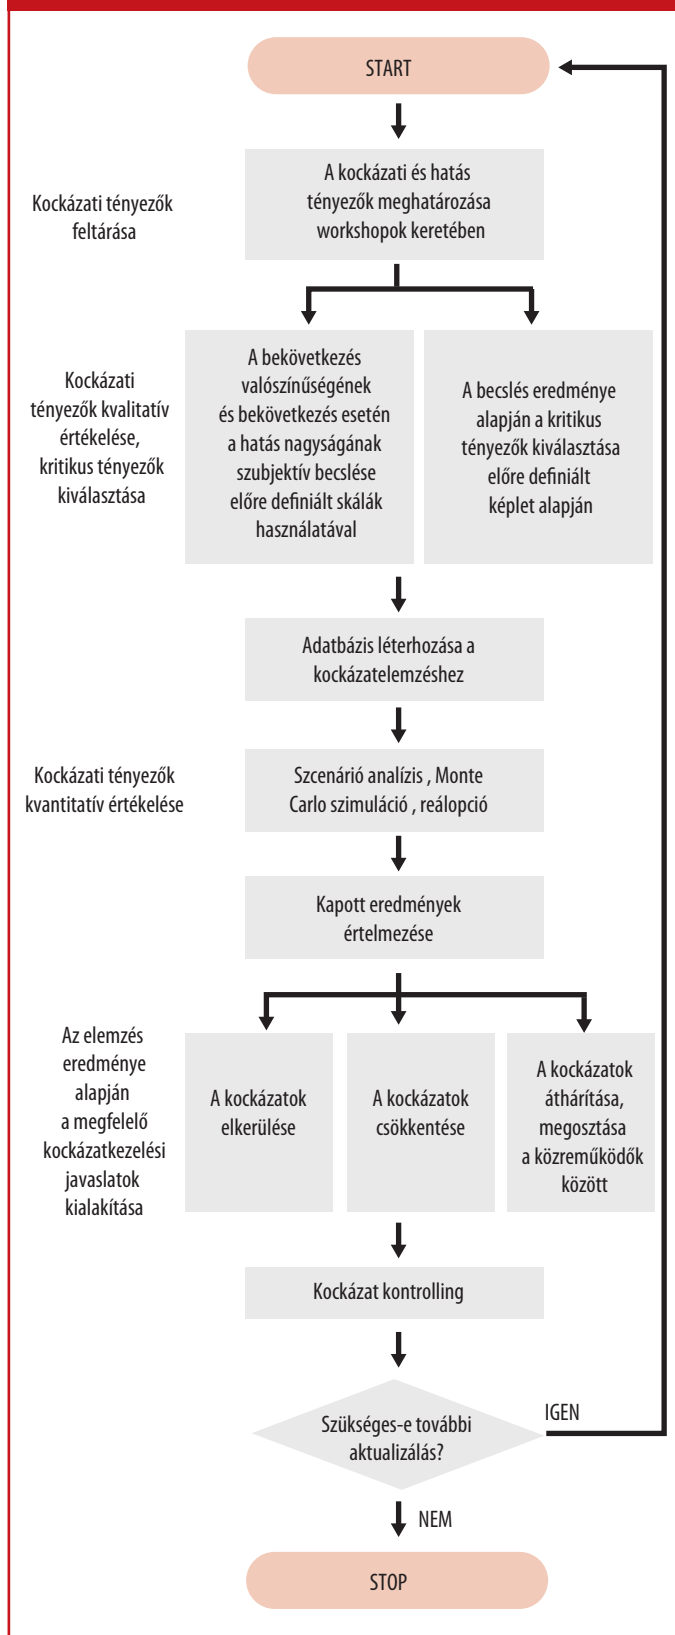 START
A kockázati és hatás
tényezők meghatározása
workshopok keretében
Kockázati tényezők
feltárása
Kockázati
tényezők kvalitatív
értékelése,
kritikus tényezők
kiválasztása
A bekövetkezés
valószínűségének
és bekövetkezés esetén
a hatás nagyságának
szubjektív becslése
előre definiált skálák
használatával
A becslés eredménye
alapján a kritikus
tényezők kiválasztása
előre definiált
képlet alapján
Adatbázis léterhozása a
kockázatelemzéshez
Kockázati tényezők
kvantitatív értékelése
Szcenárió analízis , Monte
Carlo szimuláció , reálopció
Kapott eredmények
értelmezése
Az elemzés
eredménye
alapján
a megfelelő
kockázatkezelési
javaslatok
kialakítása
A kockázatok
elkerülése
A kockázatok
csökkentése
A kockázatok
áthárítása,
megosztása
a közreműködők
között
Kockázat kontrolling
Szükséges-e további
aktualizálás?
IGEN
NEM
STOP